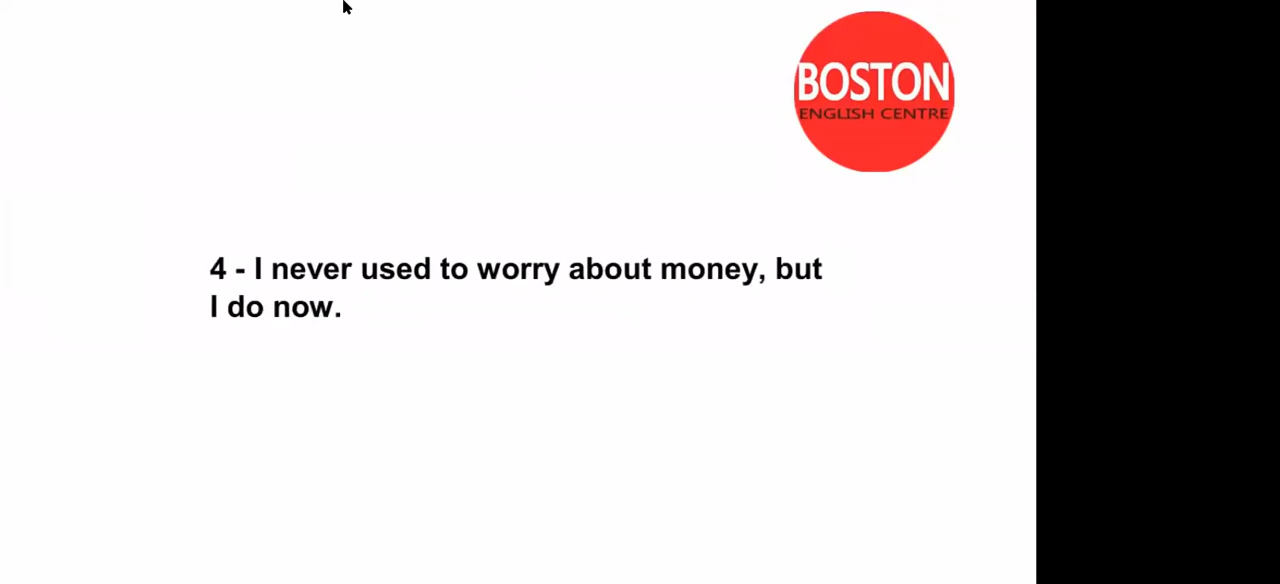 BOSTON
ENGLISH CENTRE
4 - I never used to worry about money, but
I do now.